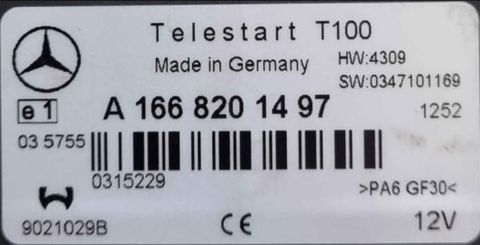 Telestart T100
Made in Germany HW:4309
SW:0347101169
e1 A 166 820 14 97 1252
03 5755
0315229 >PA6 GF30<
9021029B CE 12V